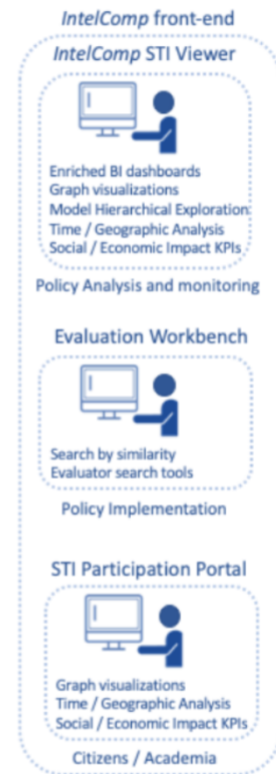 IntelComp front-end
IntelComp STI Viewer
Enriched BI dashboards
Graph visualizations
Model Hierarchical Exploration
Time / Geographic Analysis
Social / Economic Impact KPIs
Policy Analysis and monitoring
Evaluation Workbench
Search by similarity
Evaluator search tools
Policy Implementation
STI Participation Portal
Graph visualizations
Time / Geographic Analysis
Social / Economic Impact KPIs
Citizens / Academia